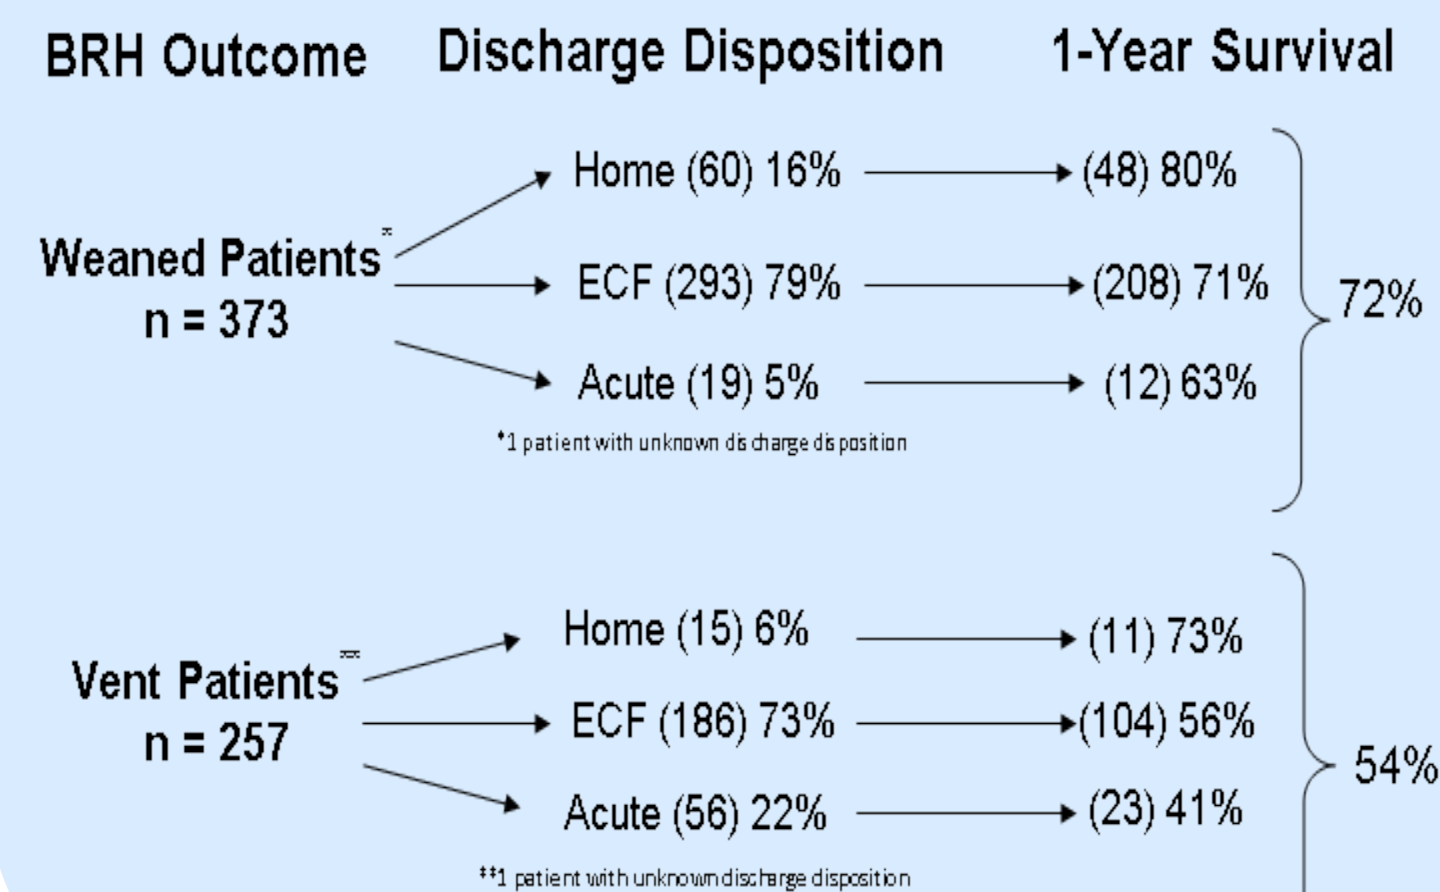 BRH Outcome Discharge Disposition 1-Year Survival
Home (60) 16% (48) 80%
Weaned Patients*
n = 373
ECF (293) 79% (208) 71%
72%
Acute (19) 5% (12) 63%
*1 patient with unknown discharge disposition
Home (15) 6% (11) 73%
Vent Patients**
n = 257
ECF (186) 73% (104) 56%
54%
Acute (56) 22% (23) 41%
**1 patient with unknown discharge disposition